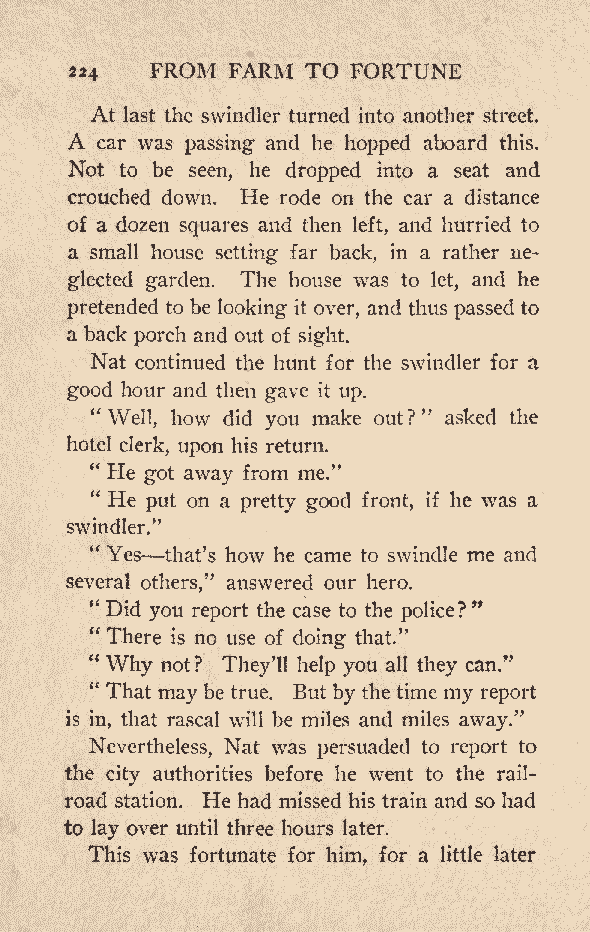 224 FROM FARM TO FORTUNE
At last the swindler turned into another street.
A car was passing and he hopped aboard this.
Not to be seen, he dropped into a seat and
crouched down. He rode on the car a distance
of a dozen squares and then left, and hurried to
a small house setting far back, in a rather ne-
glected garden. The house was to let, and he
pretended to be looking it over, and thus passed to
a back porch and out of sight.
Nat continued the hunt for the swindler for a
good hour and then gave it up.
“ Well, how did you make out? ” asked the
hotel clerk, upon his return.
“ He got away from me.”
“ He put on a pretty good front, if he was a
swindler.”
“ Yes—that’s how he came to swindle me and
several others,” answered our hero.
“ Did you report the case to the police? ”
“ There is no use of doing that.”
“ Why not? They’ll help you all they can.”
“ That may be true. But by the time my report
is in, that rascal will be miles and miles away.”
Nevertheless, Nat was persuaded to report to
the city authorities before he went to the rail-
road station. He had missed his train and so had
to lay over until three hours later.
This was fortunate for him, for a little later